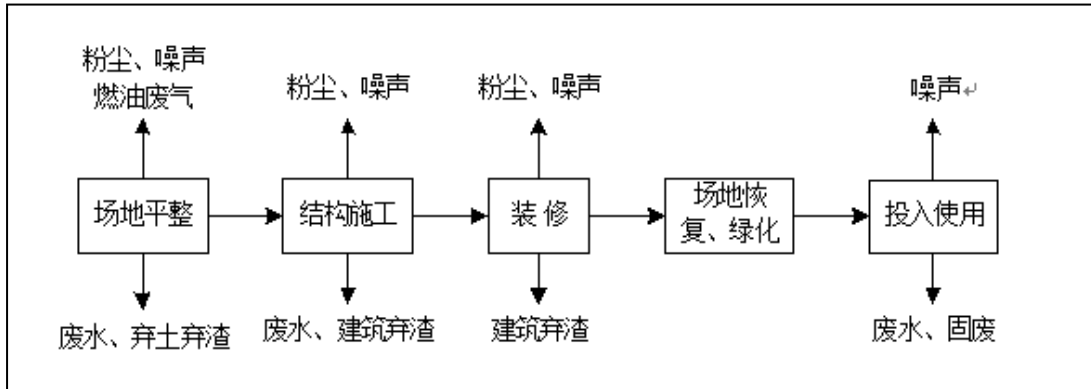 粉尘、噪声
燃油废气
粉尘、噪声
粉尘、噪声
噪声
场地平整
结构施工
装 修
场地恢
复、绿化
投入使用
废水、弃土弃渣
废水、建筑弃渣
建筑弃渣
废水、固废